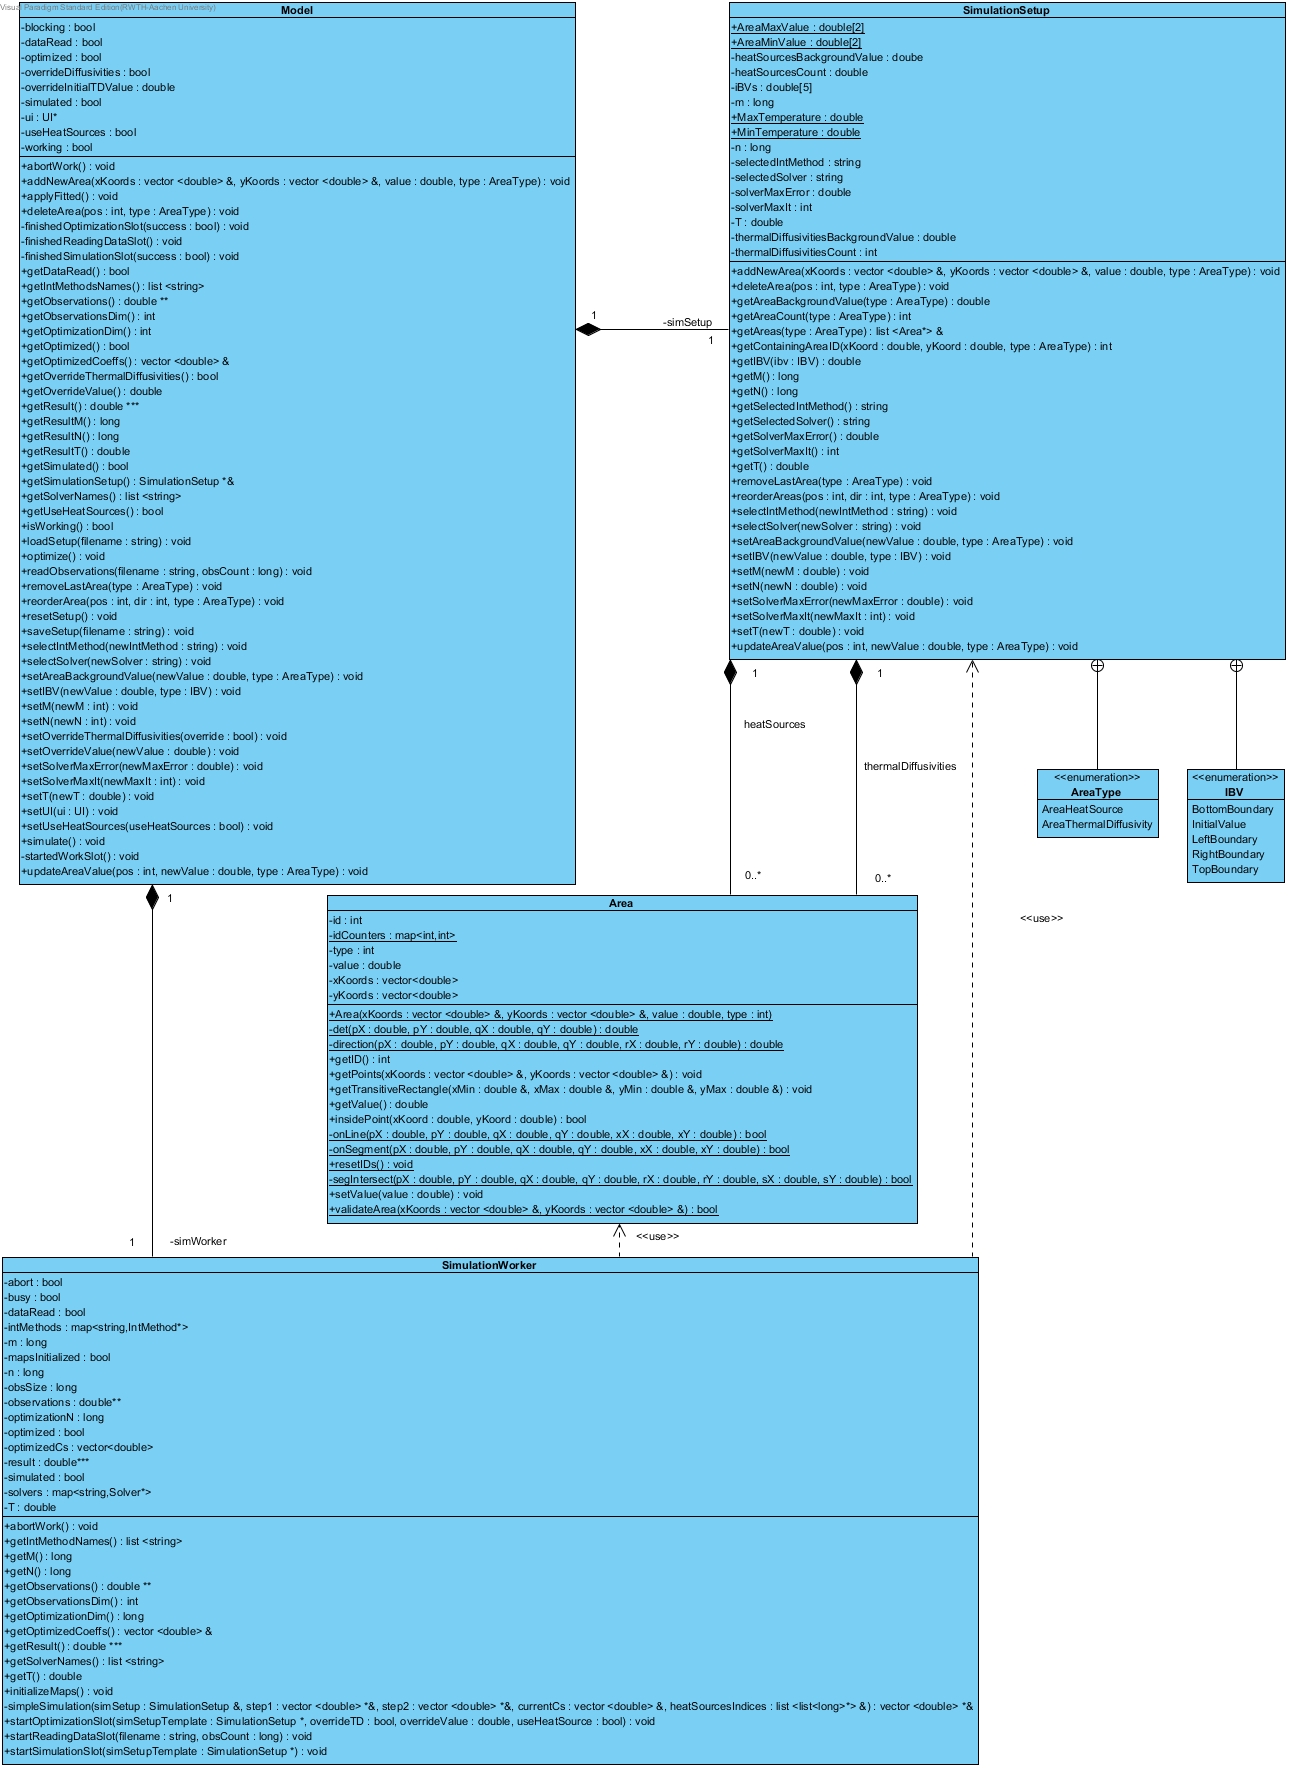 Visual Paradigm Standard Edition(RWTH-Aachen University)
Model
-blocking : bool
-dataRead : bool
-optimized : bool
-overrideDiffusivities : bool
-overrideInitialTDValue : double
-simulated : bool
-ui : UI*
-useHeatSources : bool
-working : bool
+abortWork() : void
+addNewArea(xKoords : vector <double> &, yKoords : vector <double> &, value : double, type : AreaType) : void
+applyFitted() : void
+deleteArea(pos : int, type : AreaType) : void
-finishedOptimizationSlot(success : bool) : void
-finishedReadingDataSlot() : void
-finishedSimulationSlot(success : bool) : void
+getDataRead() : bool
+getIntMethodsNames() : list <string>
+getObservations() : double **
+getObservationsDim() : int
+getOptimizationDim() : int
+getOptimized() : bool
+getOptimizedCoeffs() : vector <double> &
+getOverrideThermalDiffusivities() : bool
+getOverrideValue() : double
+getResult() : double ***
+getResultM() : long
+getResultN() : long
+getResultT() : double
+getSimulated() : bool
+getSimulationSetup() : SimulationSetup *&
+getSolverNames() : list <string>
+getUseHeatSources() : bool
+isWorking() : bool
+loadSetup(filename : string) : void
+optimize() : void
+readObservations(filename : string, obsCount : long) : void
+removeLastArea(type : AreaType) : void
+reorderArea(pos : int, dir : int, type : AreaType) : void
+resetSetup() : void
+saveSetup(filename : string) : void
+selectIntMethod(newIntMethod : string) : void
+selectSolver(newSolver : string) : void
+setAreaBackgroundValue(newValue : double, type : AreaType) : void
+setIBV(newValue : double, type : IBV) : void
+setM(newM : int) : void
+setN(newN : int) : void
+setOverrideThermalDiffusivities(override : bool) : void
+setOverrideValue(newValue : double) : void
+setSolverMaxError(newMaxError : double) : void
+setSolverMaxIt(newMaxIt : int) : void
+setT(newT : double) : void
+setUI(ui : UI) : void
+setUseHeatSources(useHeatSources : bool) : void
+simulate() : void
-startedWorkSlot() : void
+updateAreaValue(pos : int, newValue : double, type : AreaType) : void
1
-simSetup
1
SimulationSetup
+AreaMaxValue : double[2]
+AreaMinValue : double[2]
-heatSourcesBackgroundValue : doube
-heatSourcesCount : double
-iBVs : double[5]
-m : long
+MaxTemperature : double
+MinTemperature : double
-n : long
-selectedIntMethod : string
-selectedSolver : string
-solverMaxError : double
-solverMaxIt : int
-T : double
-thermalDiffusivitiesBackgroundValue : double
-thermalDiffusivitiesCount : int
+addNewArea(xKoords : vector <double> &, yKoords : vector <double> &, value : double, type : AreaType) : void
+deleteArea(pos : int, type : AreaType) : void
+getAreaBackgroundValue(type : AreaType) : double
+getAreaCount(type : AreaType) : int
+getAreas(type : AreaType) : list <Area*> &
+getContainingAreaID(xKoord : double, yKoord : double, type : AreaType) : int
+getIBV(ibv : IBV) : double
+getM() : long
+getN() : long
+getSelectedIntMethod() : string
+getSelectedSolver() : string
+getSolverMaxError() : double
+getSolverMaxIt() : int
+getT() : double
+removeLastArea(type : AreaType) : void
+reorderAreas(pos : int, dir : int, type : AreaType) : void
+selectIntMethod(newIntMethod : string) : void
+selectSolver(newSolver : string) : void
+setAreaBackgroundValue(newValue : double, type : AreaType) : void
+setIBV(newValue : double, type : IBV) : void
+setM(newM : double) : void
+setN(newN : double) : void
+setSolverMaxError(newMaxError : double) : void
+setSolverMaxIt(newMaxIt : int) : void
+setT(newT : double) : void
+updateAreaValue(pos : int, newValue : double, type : AreaType) : void
1
1
heatSources
thermalDiffusivities
0..*
0..*
<<enumeration>>
AreaType
AreaHeatSource
AreaThermalDiffusivity
<<enumeration>>
IBV
BottomBoundary
InitialValue
LeftBoundary
RightBoundary
TopBoundary
<<use>>
1
Area
-id : int
-idCounters : map<int,int>
-type : int
-value : double
-xKoords : vector<double>
-yKoords : vector<double>
+Area(xKoords : vector <double> &, yKoords : vector <double> &, value : double, type : int)
-det(pX : double, pY : double, qX : double, qY : double) : double
-direction(pX : double, pY : double, qX : double, qY : double, rX : double, rY : double) : double
+getID() : int
+getPoints(xKoords : vector <double> &, yKoords : vector <double> &) : void
+getTransitiveRectangle(xMin : double &, xMax : double &, yMin : double &, yMax : double &) : void
+getValue() : double
+insidePoint(xKoord : double, yKoord : double) : bool
-onLine(pX : double, pY : double, qX : double, qY : double, xX : double, xY : double) : bool
-onSegment(pX : double, pY : double, qX : double, qY : double, xX : double, xY : double) : bool
+resetIDs() : void
-segIntersect(pX : double, pY : double, qX : double, qY : double, rX : double, rY : double, sX : double, sY : double) : bool
+setValue(value : double) : void
+validateArea(xKoords : vector <double> &, yKoords : vector <double> &) : bool
<<use>>
1
-simWorker
SimulationWorker
-abort : bool
-busy : bool
-dataRead : bool
-intMethods : map<string,IntMethod*>
-m : long
-mapsInitialized : bool
-n : long
-obsSize : long
-observations : double**
-optimizationN : long
-optimized : bool
-optimizedCs : vector<double>
-result : double***
-simulated : bool
-solvers : map<string,Solver*>
-T : double
+abortWork() : void
+getIntMethodNames() : list <string>
+getM() : long
+getN() : long
+getObservations() : double **
+getObservationsDim() : int
+getOptimizationDim() : long
+getOptimizedCoeffs() : vector <double> &
+getResult() : double ***
+getSolverNames() : list <string>
+getT() : double
+initializeMaps() : void
-simpleSimulation(simSetup : SimulationSetup &, step1 : vector <double> *&, step2 : vector <double> *&, currentCs : vector <double> &, heatSourcesIndices : list <list<long>*> &) : vector <double> *&
+startOptimizationSlot(simSetupTemplate : SimulationSetup *, overrideTD : bool, overrideValue : double, useHeatSource : bool) : void
+startReadingDataSlot(filename : string, obsCount : long) : void
+startSimulationSlot(simSetupTemplate : SimulationSetup *) : void